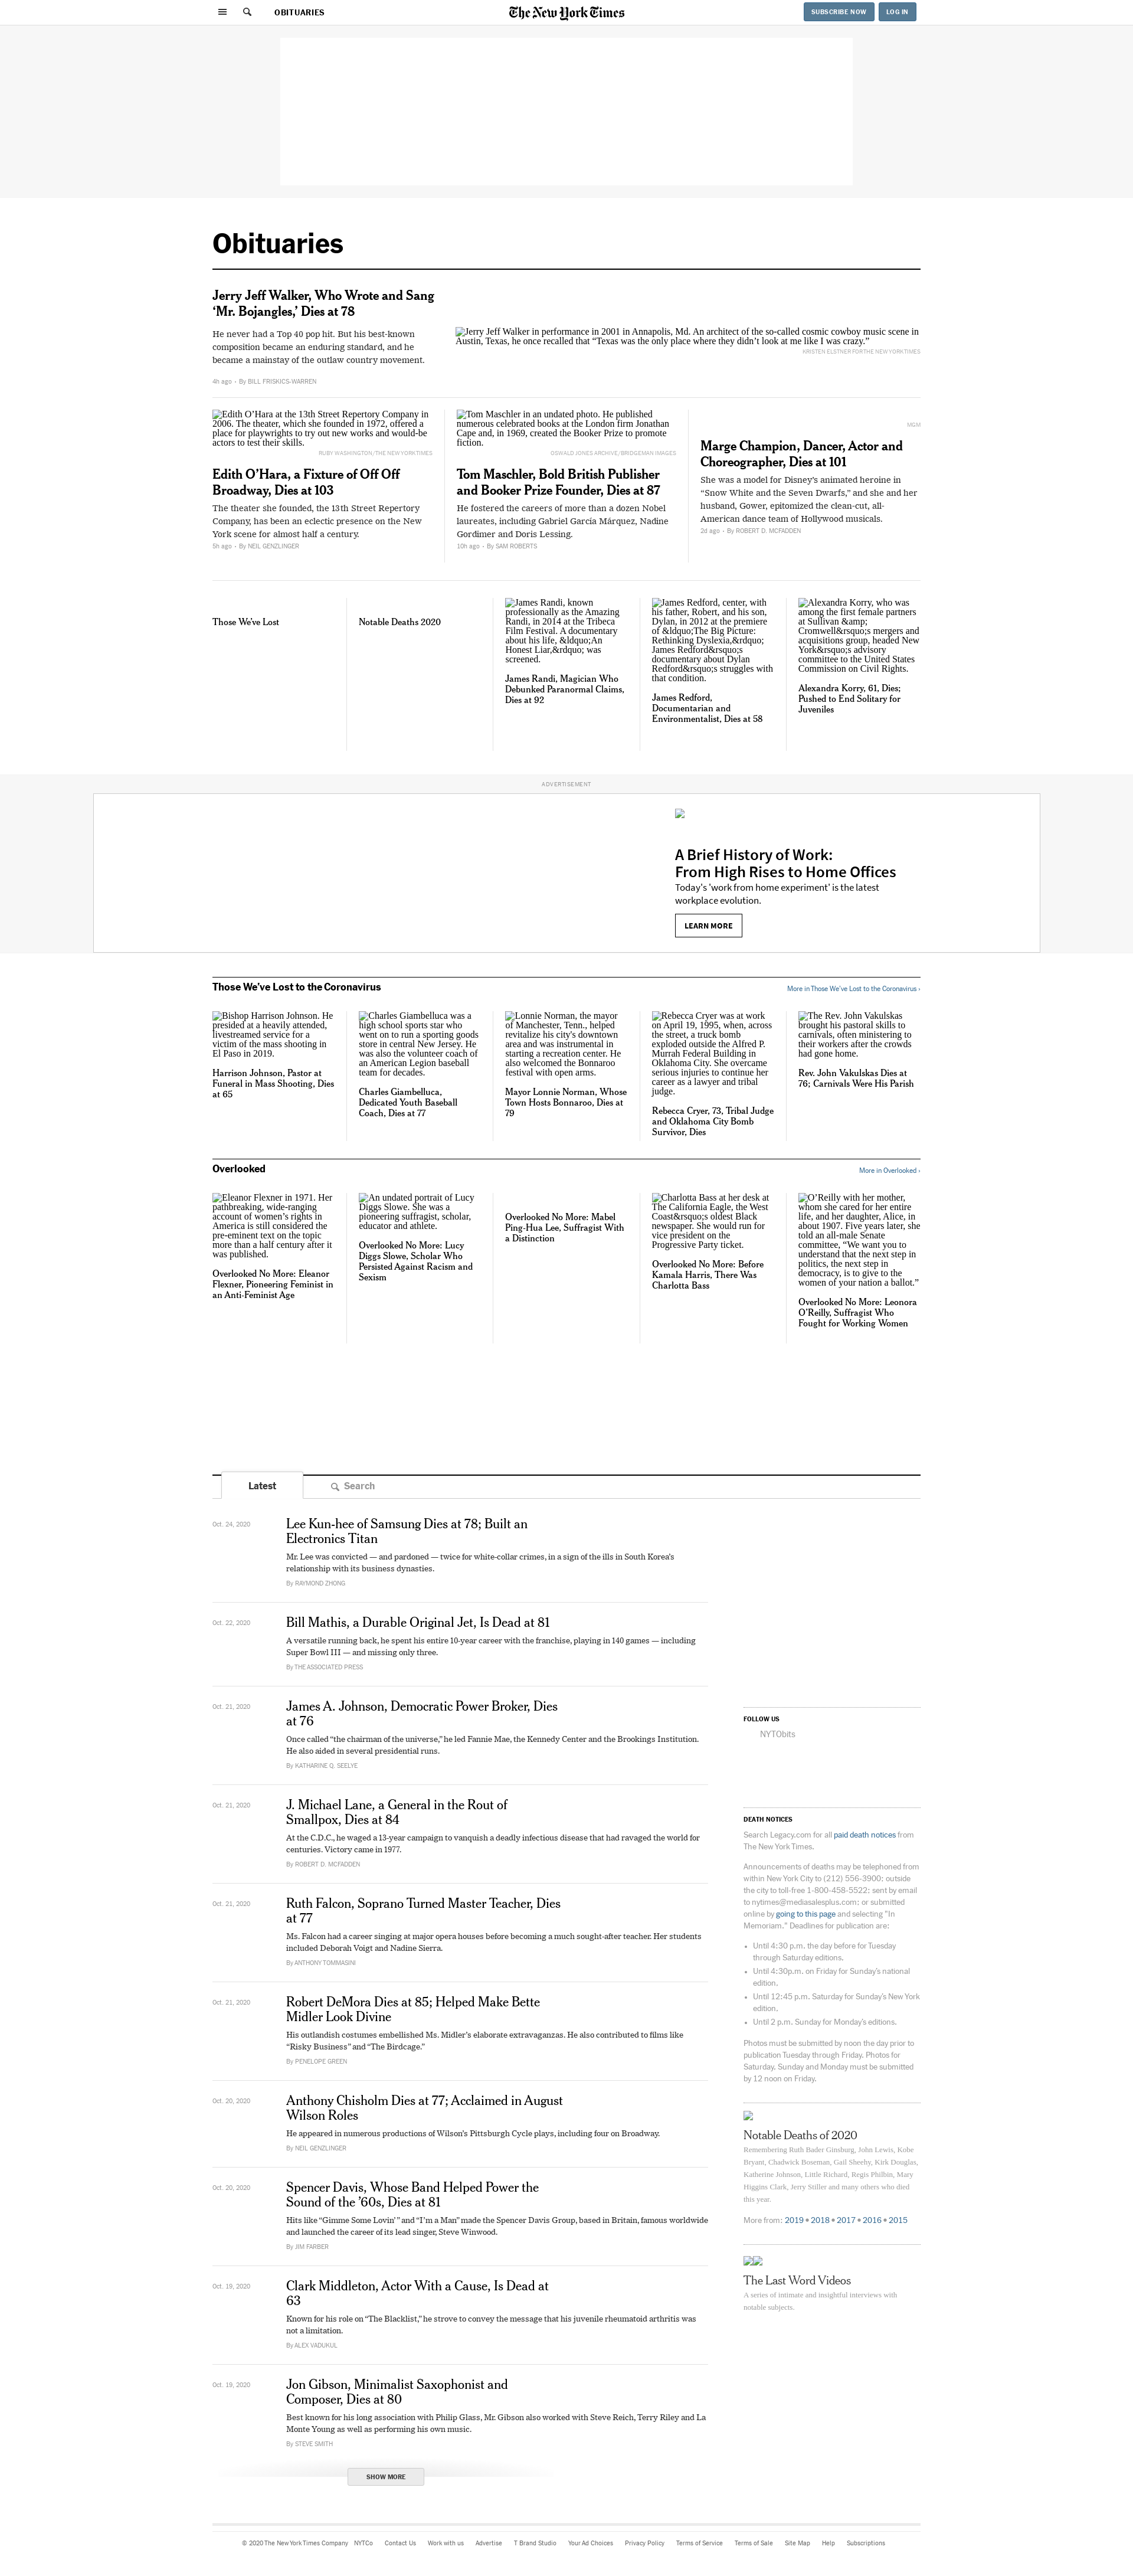 OBITUARIES
The New York Times
SUBSCRIBE NOW
LOG IN
Obituaries
Jerry Jeff Walker, Who Wrote and Sang
‘Mr. Bojangles,’ Dies at 78
He never had a Top 40 pop hit. But his best-known
composition became an enduring standard, and he
became a mainstay of the outlaw country movement.
4h ago • By BILL FRISKICS-WARREN
Jerry Jeff Walker in performance in 2001 in Annapolis, Md. An architect of the so-called cosmic cowboy music scene in
Austin, Texas, he once recalled that “Texas was the only place where they didn’t look at me like I was crazy.”
KRISTEN ELSTNER FOR THE NEW YORK TIMES
Edith O’Hara at the 13th Street Repertory Company in
2006. The theater, which she founded in 1972, offered a
place for playwrights to try out new works and would-be
actors to test their skills.
RUBY WASHINGTON/THE NEW YORK TIMES
Edith O’Hara, a Fixture of Off Off
Broadway, Dies at 103
The theater she founded, the 13th Street Repertory
Company, has been an eclectic presence on the New
York scene for almost half a century.
5h ago • By NEIL GENZLINGER
Tom Maschler in an undated photo. He published
numerous celebrated books at the London firm Jonathan
Cape and, in 1969, created the Booker Prize to promote
fiction.
OSWALD JONES ARCHIVE/BRIDGEMAN IMAGES
Tom Maschler, Bold British Publisher
and Booker Prize Founder, Dies at 87
He fostered the careers of more than a dozen Nobel
laureates, including Gabriel García Márquez, Nadine
Gordimer and Doris Lessing.
10h ago • By SAM ROBERTS
MGM
Marge Champion, Dancer, Actor and
Choreographer, Dies at 101
She was a model for Disney’s animated heroine in
“Snow White and the Seven Dwarfs,” and she and her
husband, Gower, epitomized the clean-cut, all-
American dance team of Hollywood musicals.
2d ago • By ROBERT D. MCFADDEN
Those We’ve Lost
Notable Deaths 2020
James Randi, known
professionally as the Amazing
Randi, in 2014 at the Tribeca
Film Festival. A documentary
about his life, &ldquo;An
Honest Liar,&rdquo; was
screened.
James Randi, Magician Who
Debunked Paranormal Claims,
Dies at 92
James Redford, center, with
his father, Robert, and his son,
Dylan, in 2012 at the premiere
of &ldquo;The Big Picture:
Rethinking Dyslexia,&rdquo;
James Redford&rsquo;s
documentary about Dylan
Redford&rsquo;s struggles with
that condition.
James Redford,
Documentarian and
Environmentalist, Dies at 58
Alexandra Korry, who was
among the first female partners
at Sullivan &amp;
Cromwell&rsquo;s mergers and
acquisitions group, headed New
York&rsquo;s advisory
committee to the United States
Commission on Civil Rights.
Alexandra Korry, 61, Dies;
Pushed to End Solitary for
Juveniles
ADVERTISEMENT
A Brief History of Work:
From High Rises to Home Offices
Today's 'work from home experiment' is the latest
workplace evolution.
LEARN MORE
Those We’ve Lost to the Coronavirus
More in Those We’ve Lost to the Coronavirus ›
Bishop Harrison Johnson. He
presided at a heavily attended,
livestreamed service for a
victim of the mass shooting in
El Paso in 2019.
Harrison Johnson, Pastor at
Funeral in Mass Shooting, Dies
at 65
Charles Giambelluca was a
high school sports star who
went on to run a sporting goods
store in central New Jersey. He
was also the volunteer coach of
an American Legion baseball
team for decades.
Charles Giambelluca,
Dedicated Youth Baseball
Coach, Dies at 77
Lonnie Norman, the mayor
of Manchester, Tenn., helped
revitalize his city's downtown
area and was instrumental in
starting a recreation center. He
also welcomed the Bonnaroo
festival with open arms.
Mayor Lonnie Norman, Whose
Town Hosts Bonnaroo, Dies at
79
Rebecca Cryer was at work
on April 19, 1995, when, across
the street, a truck bomb
exploded outside the Alfred P.
Murrah Federal Building in
Oklahoma City. She overcame
serious injuries to continue her
career as a lawyer and tribal
judge.
Rebecca Cryer, 73, Tribal Judge
and Oklahoma City Bomb
Survivor, Dies
The Rev. John Vakulskas
brought his pastoral skills to
carnivals, often ministering to
their workers after the crowds
had gone home.
Rev. John Vakulskas Dies at
76; Carnivals Were His Parish
Overlooked
More in Overlooked ›
Eleanor Flexner in 1971. Her
pathbreaking, wide-ranging
account of women’s rights in
America is still considered the
pre-eminent text on the topic
more than a half century after it
was published.
Overlooked No More: Eleanor
Flexner, Pioneering Feminist in
an Anti-Feminist Age
An undated portrait of Lucy
Diggs Slowe. She was a
pioneering suffragist, scholar,
educator and athlete.
Overlooked No More: Lucy
Diggs Slowe, Scholar Who
Persisted Against Racism and
Sexism
Overlooked No More: Mabel
Ping-Hua Lee, Suffragist With
a Distinction
Charlotta Bass at her desk at
The California Eagle, the West
Coast&rsquo;s oldest Black
newspaper. She would run for
vice president on the
Progressive Party ticket.
Overlooked No More: Before
Kamala Harris, There Was
Charlotta Bass
O’Reilly with her mother,
whom she cared for her entire
life, and her daughter, Alice, in
about 1907. Five years later, she
told an all-male Senate
committee, “We want you to
understand that the next step in
politics, the next step in
democracy, is to give to the
women of your nation a ballot.”
Overlooked No More: Leonora
O’Reilly, Suffragist Who
Fought for Working Women
Latest
Search
Oct. 24, 2020
Lee Kun-hee of Samsung Dies at 78; Built an
Electronics Titan
Mr. Lee was convicted — and pardoned — twice for white-collar crimes, in a sign of the ills in South Korea’s
relationship with its business dynasties.
By RAYMOND ZHONG
Oct. 22, 2020
Bill Mathis, a Durable Original Jet, Is Dead at 81
A versatile running back, he spent his entire 10-year career with the franchise, playing in 140 games — including
Super Bowl III — and missing only three.
By THE ASSOCIATED PRESS
Oct. 21, 2020
James A. Johnson, Democratic Power Broker, Dies
at 76
Once called “the chairman of the universe,” he led Fannie Mae, the Kennedy Center and the Brookings Institution.
He also aided in several presidential runs.
By KATHARINE Q. SEELYE
Oct. 21, 2020
J. Michael Lane, a General in the Rout of
Smallpox, Dies at 84
At the C.D.C., he waged a 13-year campaign to vanquish a deadly infectious disease that had ravaged the world for
centuries. Victory came in 1977.
By ROBERT D. MCFADDEN
Oct. 21, 2020
Ruth Falcon, Soprano Turned Master Teacher, Dies
at 77
Ms. Falcon had a career singing at major opera houses before becoming a much sought-after teacher. Her students
included Deborah Voigt and Nadine Sierra.
By ANTHONY TOMMASINI
Oct. 21, 2020
Robert DeMora Dies at 85; Helped Make Bette
Midler Look Divine
His outlandish costumes embellished Ms. Midler’s elaborate extravaganzas. He also contributed to films like
“Risky Business” and “The Birdcage.”
By PENELOPE GREEN
Oct. 20, 2020
Anthony Chisholm Dies at 77; Acclaimed in August
Wilson Roles
He appeared in numerous productions of Wilson’s Pittsburgh Cycle plays, including four on Broadway.
By NEIL GENZLINGER
Oct. 20, 2020
Spencer Davis, Whose Band Helped Power the
Sound of the ’60s, Dies at 81
Hits like “Gimme Some Lovin’ ” and “I’m a Man” made the Spencer Davis Group, based in Britain, famous worldwide
and launched the career of its lead singer, Steve Winwood.
By JIM FARBER
Oct. 19, 2020
Clark Middleton, Actor With a Cause, Is Dead at
63
Known for his role on “The Blacklist,” he strove to convey the message that his juvenile rheumatoid arthritis was
not a limitation.
By ALEX VADUKUL
Oct. 19, 2020
Jon Gibson, Minimalist Saxophonist and
Composer, Dies at 80
Best known for his long association with Philip Glass, Mr. Gibson also worked with Steve Reich, Terry Riley and La
Monte Young as well as performing his own music.
By STEVE SMITH
SHOW MORE
FOLLOW US
NYTObits
DEATH NOTICES
Search Legacy.com for all paid death notices from
The New York Times.
Announcements of deaths may be telephoned from
within New York City to (212) 556-3900; outside
the city to toll-free 1-800-458-5522; sent by email
to nytimes@mediasalesplus.com; or submitted
online by going to this page and selecting "In
Memoriam." Deadlines for publication are:
• Until 4:30 p.m. the day before for Tuesday
through Saturday editions.
• Until 4:30p.m. on Friday for Sunday's national
edition.
• Until 12:45 p.m. Saturday for Sunday's New York
edition.
• Until 2 p.m. Sunday for Monday's editions.
Photos must be submitted by noon the day prior to
publication Tuesday through Friday. Photos for
Saturday, Sunday and Monday must be submitted
by 12 noon on Friday.
Notable Deaths of 2020
Remembering Ruth Bader Ginsburg, John Lewis, Kobe
Bryant, Chadwick Boseman, Gail Sheehy, Kirk Douglas,
Katherine Johnson, Little Richard, Regis Philbin, Mary
Higgins Clark, Jerry Stiller and many others who died
this year.
More from: 2019 • 2018 • 2017 • 2016 • 2015
The Last Word Videos
A series of intimate and insightful interviews with
notable subjects.
© 2020 The New York Times Company NYTCo Contact Us Work with us Advertise T Brand Studio Your Ad Choices Privacy Policy Terms of Service Terms of Sale Site Map Help Subscriptions